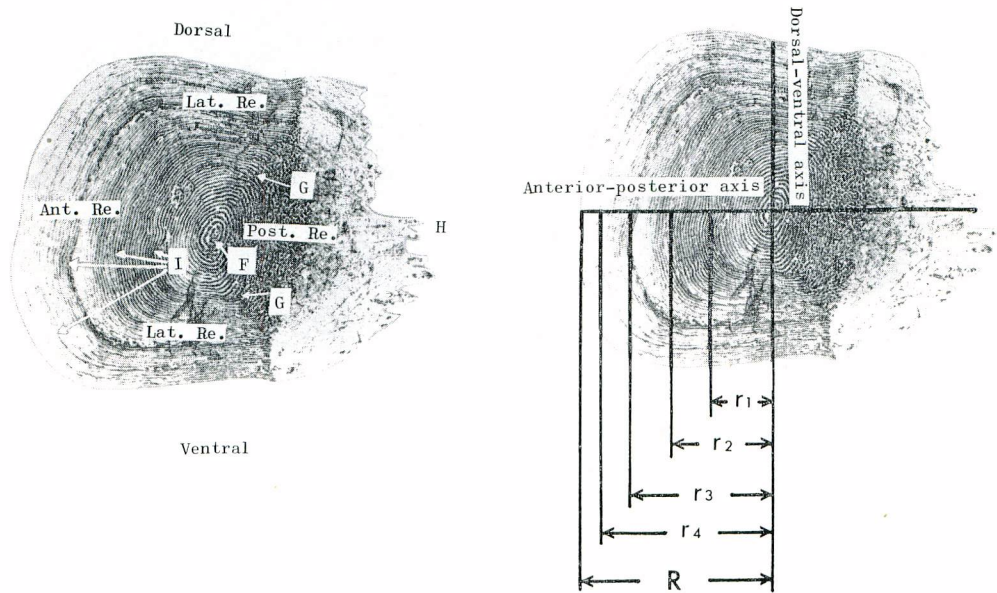 Dorsal
Lat. Re.
G
Ant. Re.
Post. Re.
H
I
F
G
Lat. Re.
Ventral
Dorsal-ventral axis
Anterior-posterior axis
r1
r2
r3
r4
R